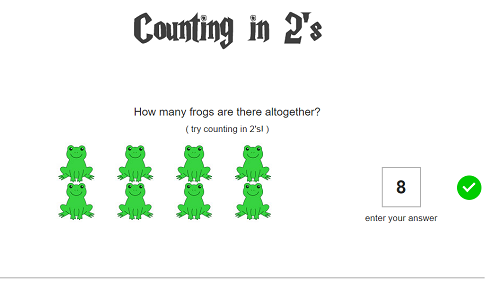 Counting in 2's
How many frogs are there altogether?
( try counting in 2's! )
8
enter your answer